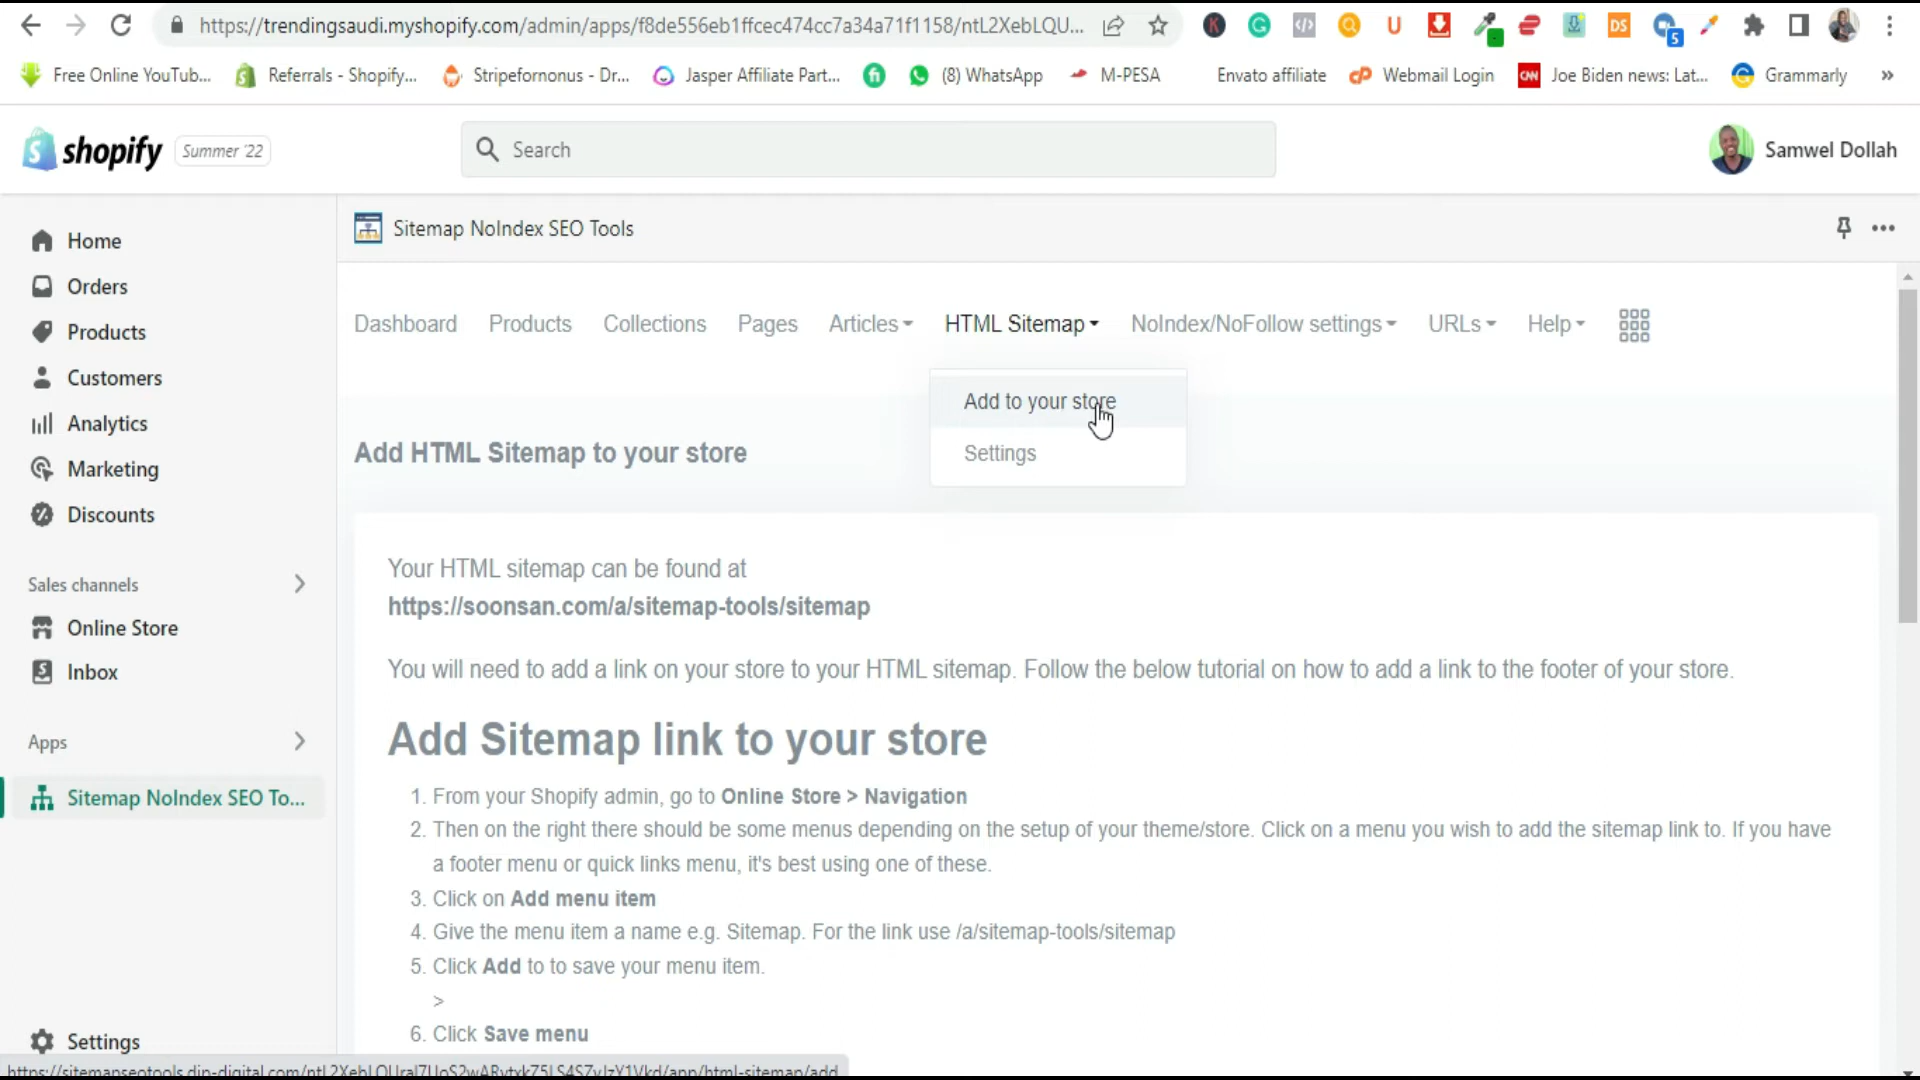 https://trendingsaudi.myshopify.com/admin/apps/f8de556eb1ffcec474cc7a34a71f1158/ntL2XebLQU...
Free Online YouTub...
Referrals - Shopify,...
Stripefornonus - Dr...
Jasper Affiliate Part...
(8) WhatsApp
M-PESA
Envato affiliate
Webmail Login
Joe Biden news: Lat...
Grammarly
»
shopify
Summer '22
Search
Samwel Dollah
Home
Orders
Products
Customers
Analytics
Marketing
Discounts
Sales channels
Online Store
Inbox
Apps
Sitemap NoIndex SEO To...
Settings
Sitemap NoIndex SEO Tools
Dashboard
Products
Collections
Pages
Articles
HTML Sitemap
NoIndex/NoFollow settings
URLs
Help
Add to your store
Settings
Add HTML Sitemap to your store
Your HTML sitemap can be found at
https://soonsan.com/a/sitemap-tools/sitemap
You will need to add a link on your store to your HTML sitemap. Follow the below tutorial on how to add a link to the footer of your store.
Add Sitemap link to your store
1. From your Shopify admin, go to Online Store > Navigation
2. Then on the right there should be some menus depending on the setup of your theme/store. Click on a menu you wish to add the sitemap link to. If you have
a footer menu or quick links menu, it's best using one of these.
3. Click on Add menu item
4. Give the menu item a name e.g. Sitemap. For the link use /a/sitemap-tools/sitemap
5. Click Add to to save your menu item.
>
6. Click Save menu